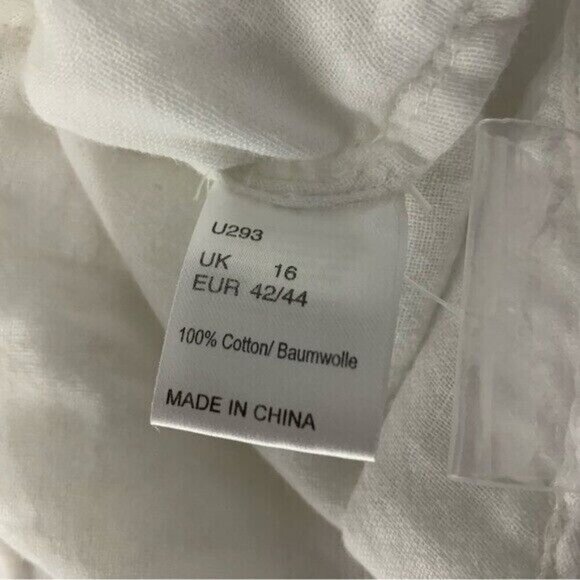 U293
UK 16
EUR 42/44
100% Cotton/ Baumwolle
MADE IN CHINA